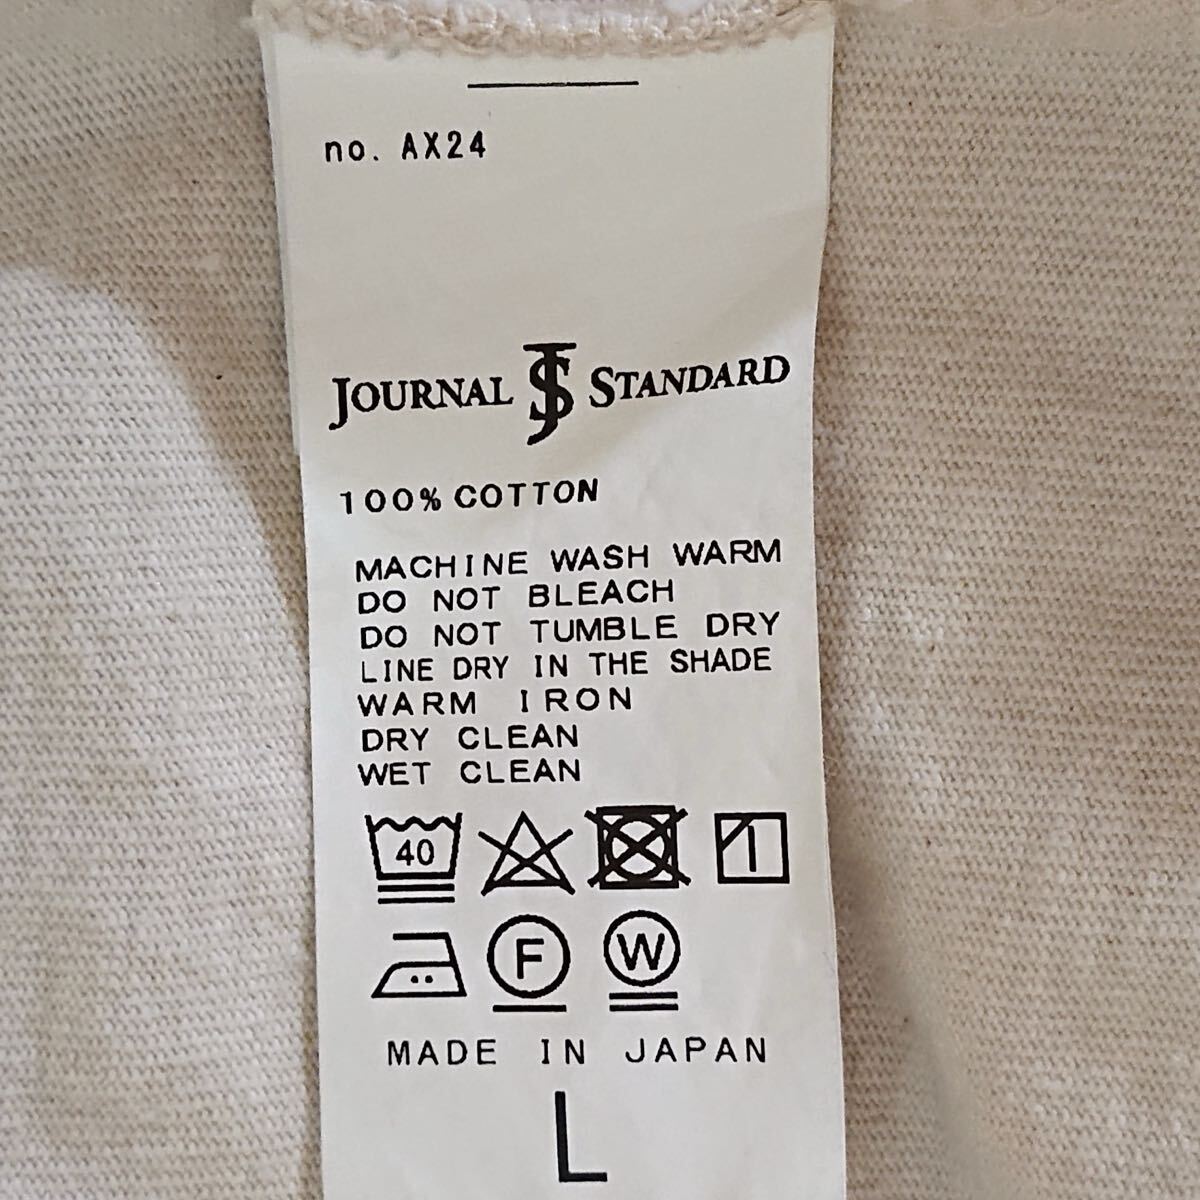 no. AX24
JOURNAL JS STANDARD
100% COTTON
MACHINE WASH WARM
DO NOT BLEACH
DO NOT TUMBLE DRY
LINE DRY IN THE SHADE
WARM IRON
DRY CLEAN
WET CLEAN
40
F W
MADE IN JAPAN
L